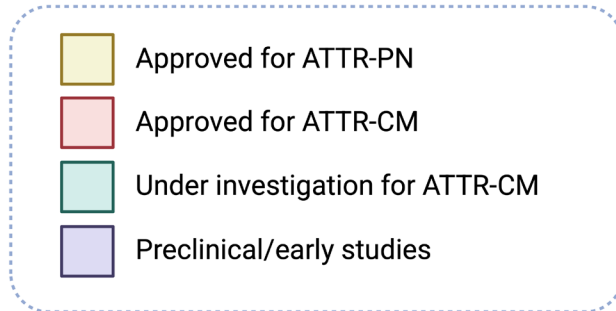 Approved for ATTR-PN
Approved for ATTR-CM
Under investigation for ATTR-CM
Preclinical/early studies